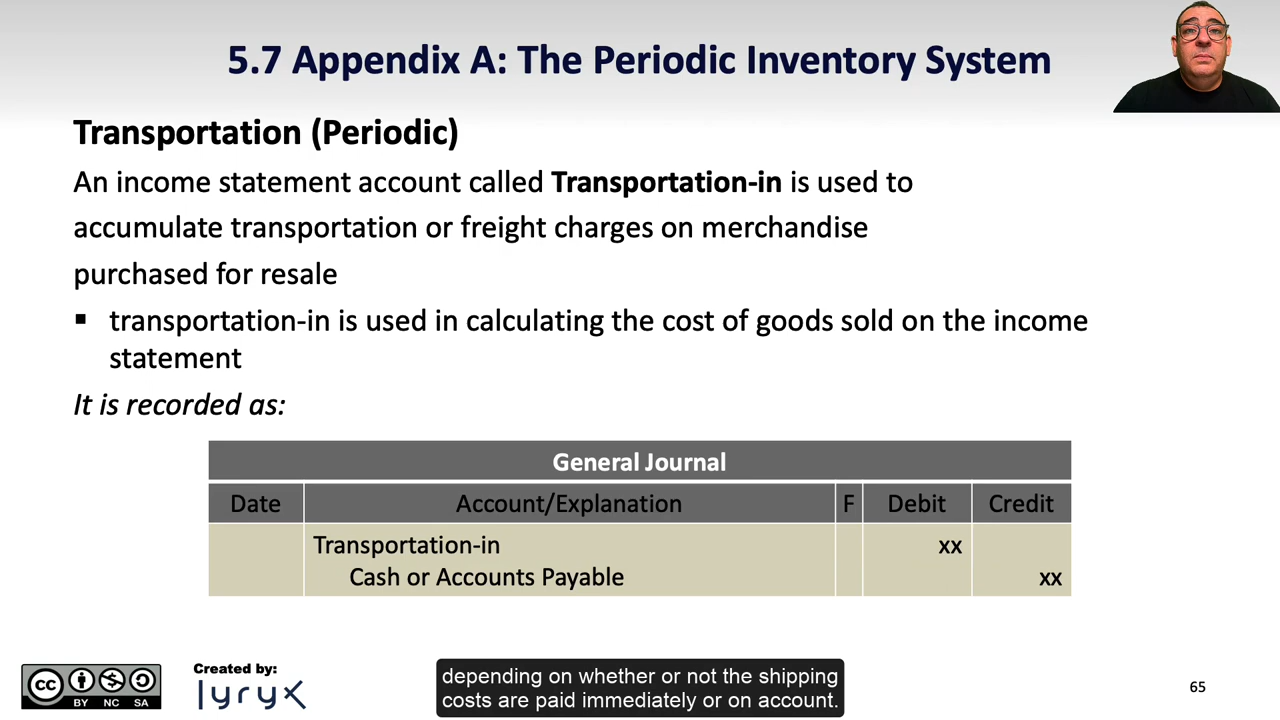 5.7 Appendix A: The Periodic Inventory System
Transportation (Periodic)
An income statement account called Transportation-in is used to
accumulate transportation or freight charges on merchandise
purchased for resale
▪ transportation-in is used in calculating the cost of goods sold on the income
statement
It is recorded as:
General Journal
Date Account/Explanation F Debit Credit
Transportation-in xx
Cash or Accounts Payable xx
cc BY NC SA
Created by:
lyryx
depending on whether or not the shipping
costs are paid immediately or on account.
65